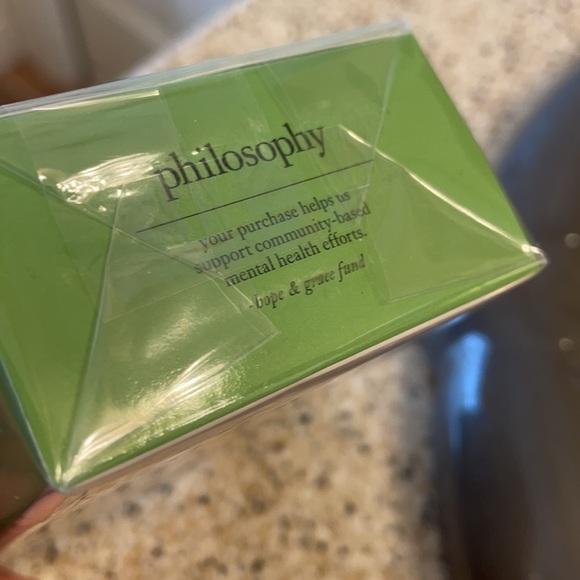 philosophy
your purchase helps us
support community-based
mental health efforts.
-hope & grace fund